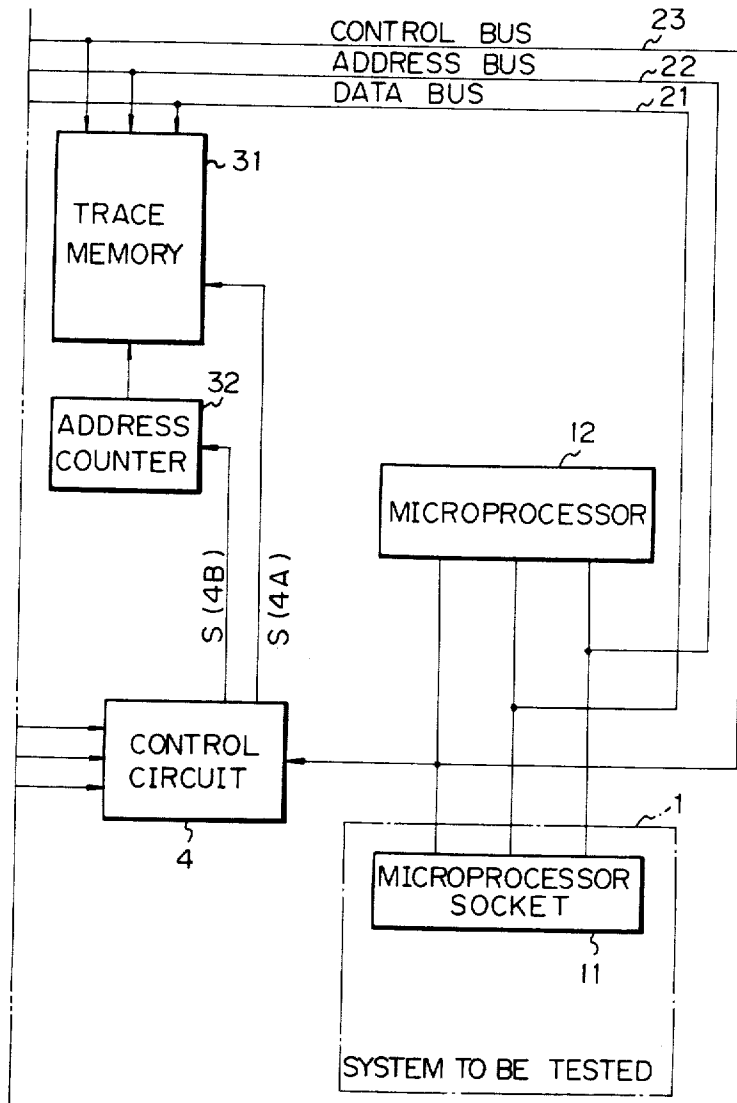 CONTROL BUS 23
ADDRESS BUS 22
DATA BUS 21
31
TRACE
MEMORY
32
ADDRESS
COUNTER
12
MICROPROCESSOR
S(4B)
S(4A)
CONTROL
CIRCUIT
4
1
MICROPROCESSOR
SOCKET
11
SYSTEM TO BE TESTED